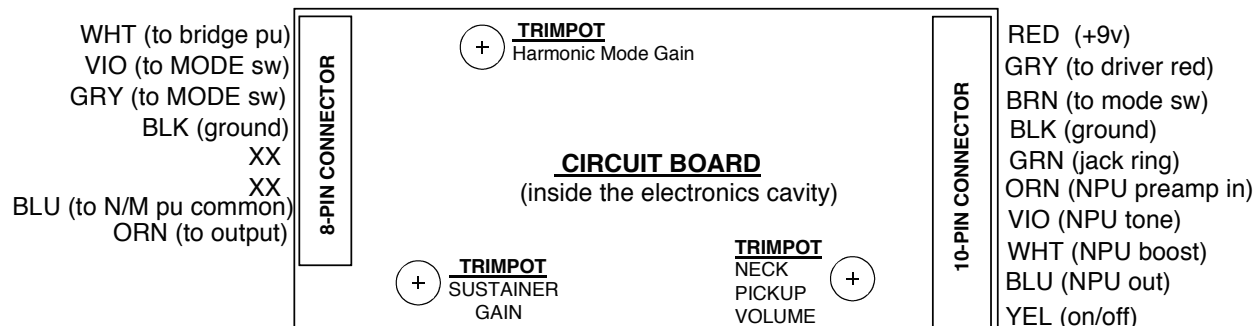 WHT (to bridge pu)
VIO (to MODE sw)
GRY (to MODE sw)
BLK (ground)
XX
XX
BLU (to N/M pu common)
ORN (to output)
8-PIN CONNECTOR
TRIMPOT
Harmonic Mode Gain
CIRCUIT BOARD
(inside the electronics cavity)
TRIMPOT
SUSTAINER
GAIN
TRIMPOT
NECK
PICKUP
VOLUME
10-PIN CONNECTOR
RED (+9v)
GRY (to driver red)
BRN (to mode sw)
BLK (ground)
GRN (jack ring)
ORN (NPU preamp in)
VIO (NPU tone)
WHT (NPU boost)
BLU (NPU out)
YEL (on/off)